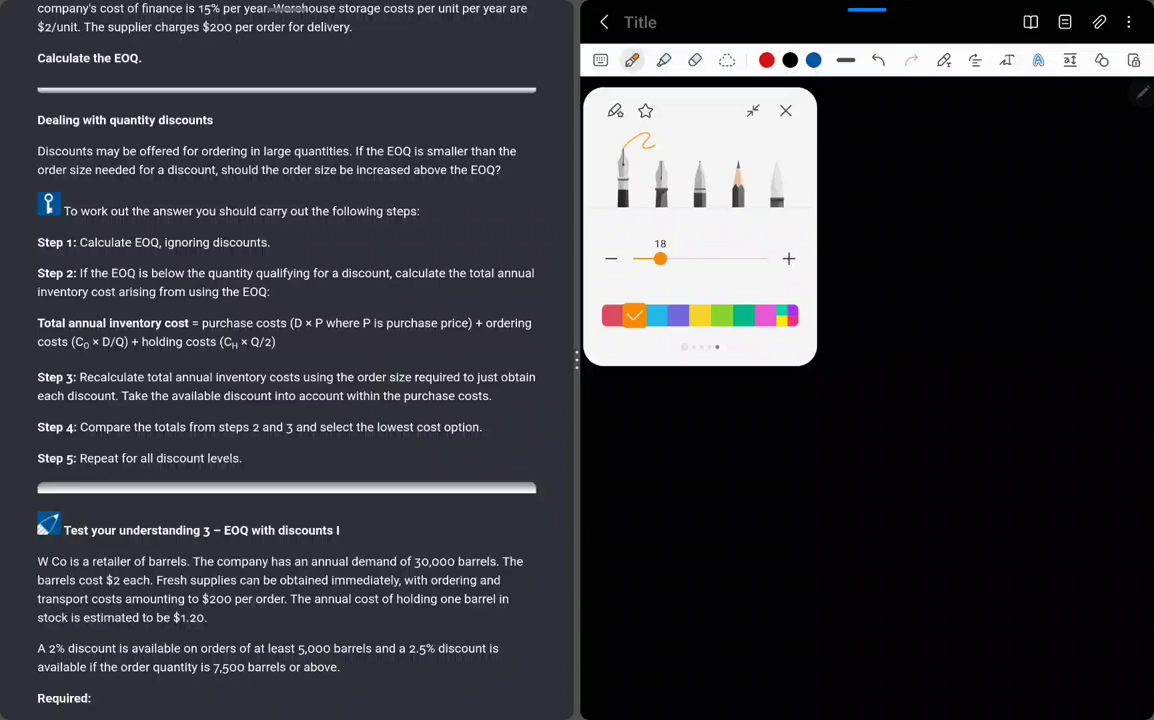 company's cost of finance is 15% per year. Warehouse storage costs per unit per year are
$2/unit. The supplier charges $200 per order for delivery.
Calculate the EOQ.
Dealing with quantity discounts
Discounts may be offered for ordering in large quantities. If the EOQ is smaller than the
order size needed for a discount, should the order size be increased above the EOQ?
To work out the answer you should carry out the following steps:
Step 1: Calculate EOQ, ignoring discounts.
Step 2: If the EOQ is below the quantity qualifying for a discount, calculate the total annual
inventory cost arising from using the EOQ:
Total annual inventory cost = purchase costs (D × P where P is purchase price) + ordering
costs (C0 × D/Q) + holding costs (CH × Q/2)
Step 3: Recalculate total annual inventory costs using the order size required to just obtain
each discount. Take the available discount into account within the purchase costs.
Step 4: Compare the totals from steps 2 and 3 and select the lowest cost option.
Step 5: Repeat for all discount levels.
Test your understanding 3 – EOQ with discounts I
W Co is a retailer of barrels. The company has an annual demand of 30,000 barrels. The
barrels cost $2 each. Fresh supplies can be obtained immediately, with ordering and
transport costs amounting to $200 per order. The annual cost of holding one barrel in
stock is estimated to be $1.20.
A 2% discount is available on orders of at least 5,000 barrels and a 2.5% discount is
available if the order quantity is 7,500 barrels or above.
Required:
Title
18